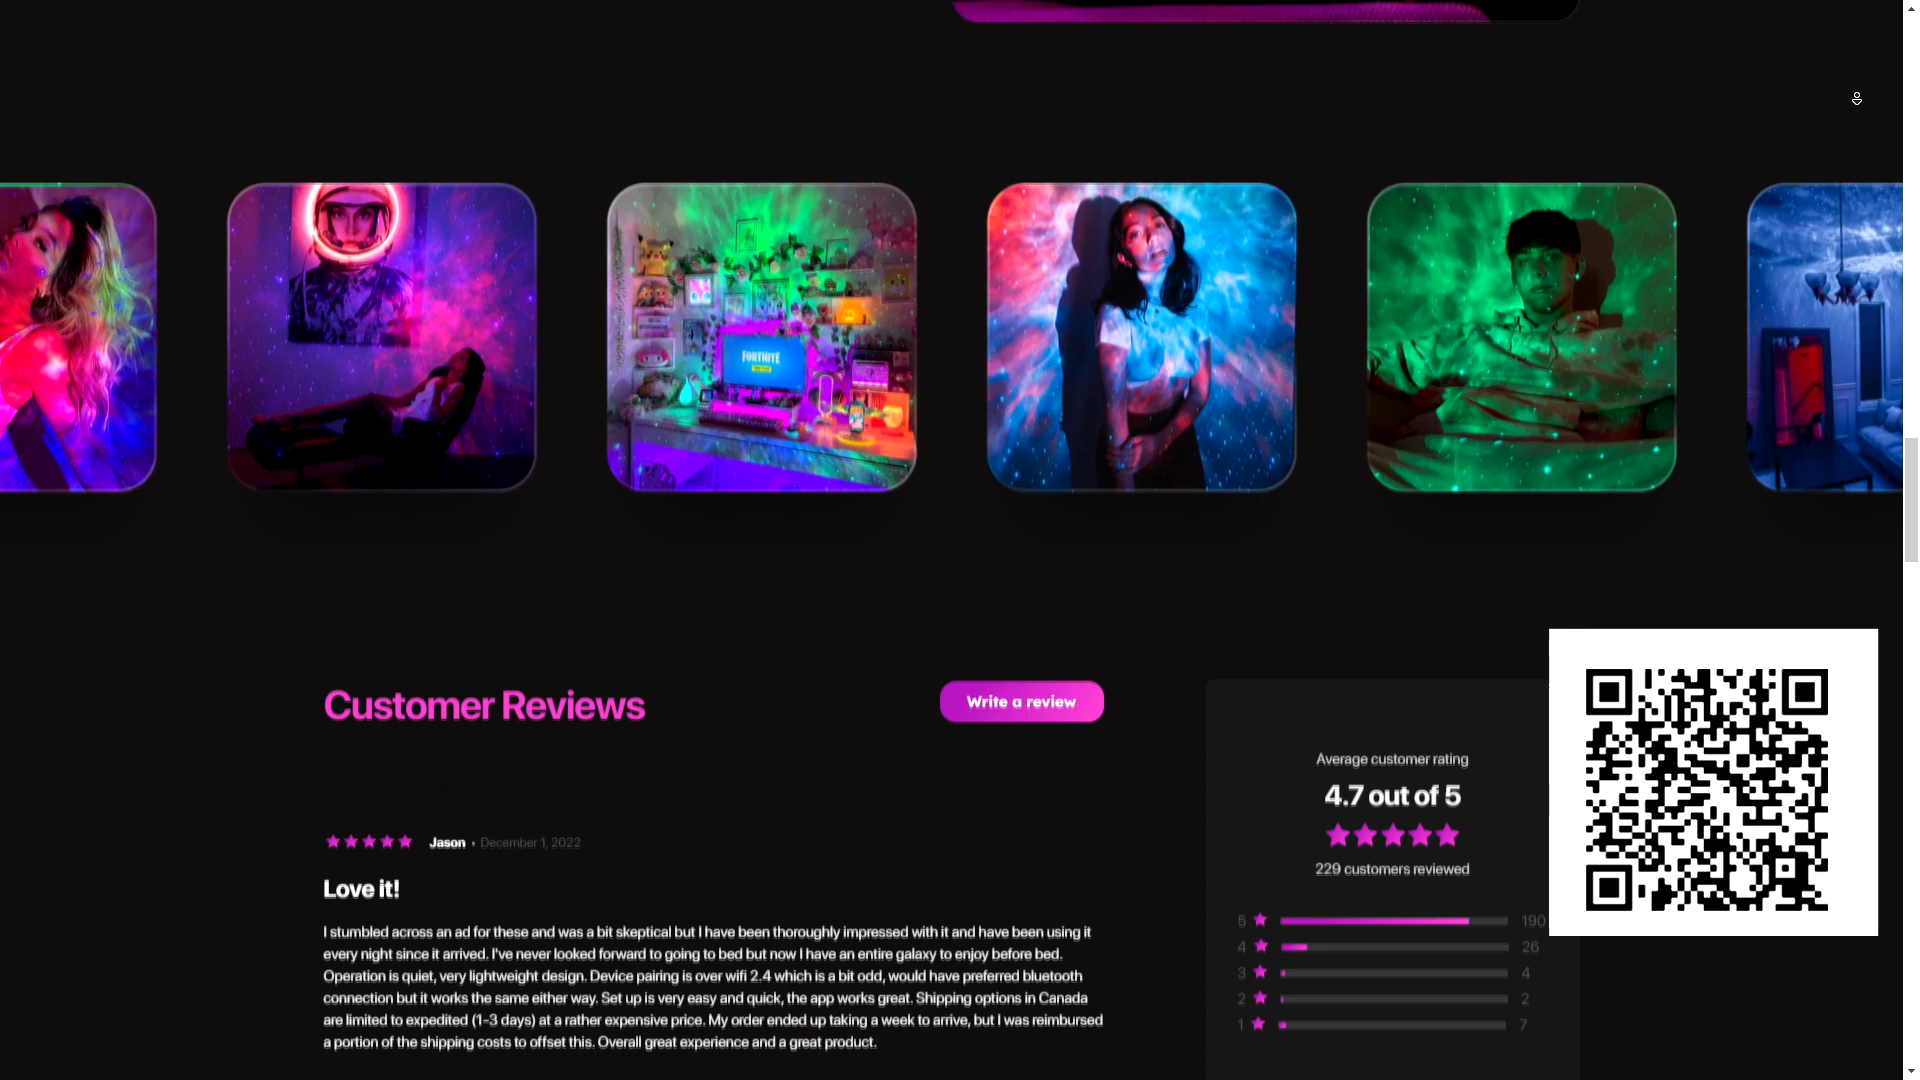 FORTNITE
Customer Reviews
Write a review
Jason • December 1, 2022
Love it!
I stumbled across an ad for these and was a bit skeptical but I have been thoroughly impressed with it and have been using it
every night since it arrived. I've never looked forward to going to bed but now I have an entire galaxy to enjoy before bed.
Operation is quiet, very lightweight design. Device pairing is over wifi 2.4 which is a bit odd, would have preferred bluetooth
connection but it works the same either way. Set up is very easy and quick, the app works great. Shipping options in Canada
are limited to expedited (1-3 days) at a rather expensive price. My order ended up taking a week to arrive, but I was reimbursed
a portion of the shipping costs to offset this. Overall great experience and a great product.
Average customer rating
4.7 out of 5
229 customers reviewed
5 190
4 26
3 4
2 2
1 7